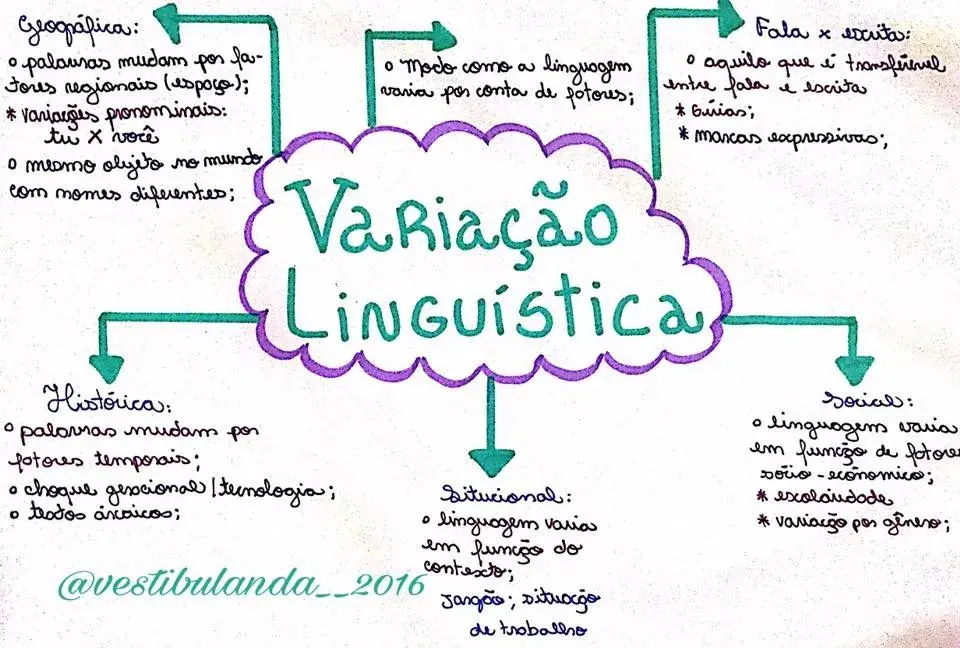 Variação
Linguística
Geográfica:
o palavras mudam por fa-
tores regionais (espaço);
* variações pronominais:
tu x você
o mesmo objeto no mundo
com nomes diferentes;
o Modo como a linguagem
varia por conta de fatores;
Fala x escrita:
o aquilo que é transferível
entre fala e escrita
* Gírias;
* marcas expressivas;
Histórica:
o palavras mudam por
fatores temporais;
o choque geracional/tecnologia;
o textos arcaicos;
Situcional:
o linguagem varia
em função do
contexto;
Jargão; situação
de trabalho
Social:
o linguagem varia
em função de fatores
sócio-econômico;
* escolaridade
* variação por gênero;
@vestibulanda__2016